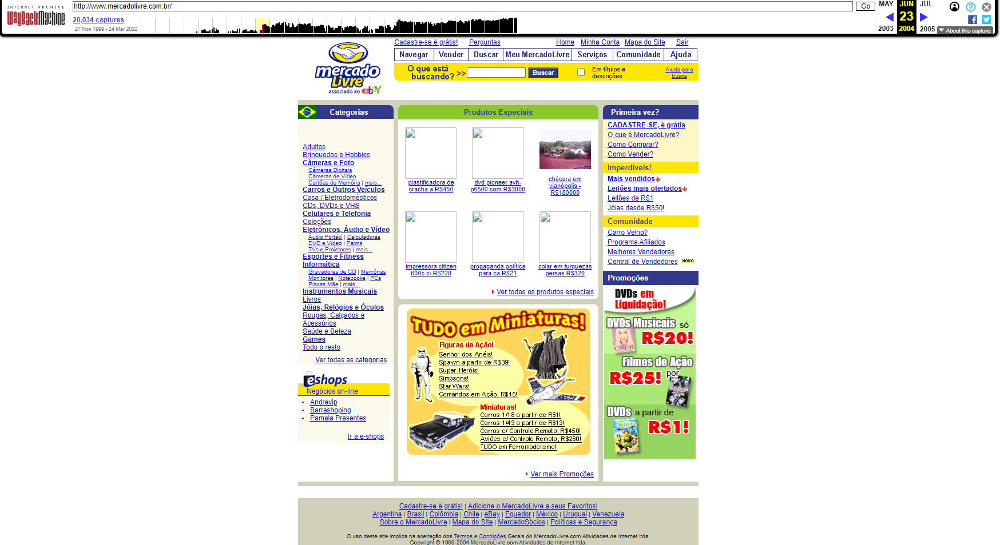 INTERNET ARCHIVE
WayBackMachine
http://www.mercadolivre.com.br/
Go
20,034 captures
27 Nov 1999 - 24 Mar 2022
MAY JUN JUL
23
2003 2004 2005
About this capture
mercado
Livre
associado ao ebay
Cadastre-se é grátis! Perguntas Home Minha Conta Mapa do Site Sair
Navegar Vender Buscar Meu MercadoLivre Serviços Comunidade Ajuda
O que está
buscando? >> Buscar
Em títulos e
descrições
Ajuda para
busca
Categorias
Adultos
Brinquedos e Hobbies
Câmeras e Foto
Câmeras Digitais
Câmeras de Vídeo
Cartões de Memória | mais...
Carros e Outros Veículos
Casa / Eletrodomésticos
CDs, DVDs e VHS
Celulares e Telefonia
Coleções
Eletrônicos, Áudio e Vídeo
Áudio Portátil | Calculadoras
DVD e Vídeo | Palms
TVs e Projetores | mais...
Esportes e Fitness
Informática
Gravadores de CD | Memórias
Monitores | Notebooks | PCs
Placas Mãe | mais...
Instrumentos Musicais
Livros
Jóias, Relógios e Óculos
Roupas, Calçados e
Acessórios
Saúde e Beleza
Games
Todo o resto
Ver todas as categorias
eshops
Negócios on-line
• Andrevip
• Barrashoping
• Pamala Presentes
Ir a e-shops
Produtos Especiais
plastificadora de
cracha a R$450
dvd pioneer avh-
p6500 com R$3000
chácara em
vianópolis -
R$180000
impressora citizen
600c c\ R$220
propaganda política
para ca R$21
colar em turquezas
persas R$320
Ver todos os produtos especiais
TUDO em Miniaturas!
Figuras de Ação!
Senhor dos Anéis!
Spawn a partir de R$39!
Super-Heróis!
Simpsons!
Star Wars!
Comandos em Ação, R$15!
Miniaturas!
Carros 1/18 a partir de R$1!
Carros 1/43 a partir de R$13!
Carros c/ Controle Remoto, R$450!
Aviões c/ Controle Remoto, R$260!
TUDO em Ferromodelismo!
Ver mais Promoções
Primeira vez?
CADASTRE-SE, é grátis
O que é MercadoLivre?
Como Comprar?
Como Vender?
Imperdíveis!
Mais vendidos
Leilões mais ofertados
Leilões de R$1
Jóias desde R$50!
Comunidade
Carro Velho?
Programa Afiliados
Melhores Vendedores
Central de Vendedores NOVO
Promoções
DVDs em
Liquidação!
DVDs Musicais só
R$20!
CHER
Filmes de Ação
R$25! por
DVDs a partir de
R$1!
SHREK
Cadastre-se é grátis! | Adicione o MercadoLivre a seus Favoritos!
Argentina | Brasil | Colômbia | Chile | eBay | Equador | México | Uruguai | Venezuela
Sobre o MercadoLivre | Mapa do Site | MercadoSócios | Políticas e Segurança
O uso deste site implica na aceitação dos Termos e Condições Gerais do MercadoLivre.com Atividades de Internet ltda.
Copyright © 1999-2004 MercadoLivre.com Atividades de Internet ltda.